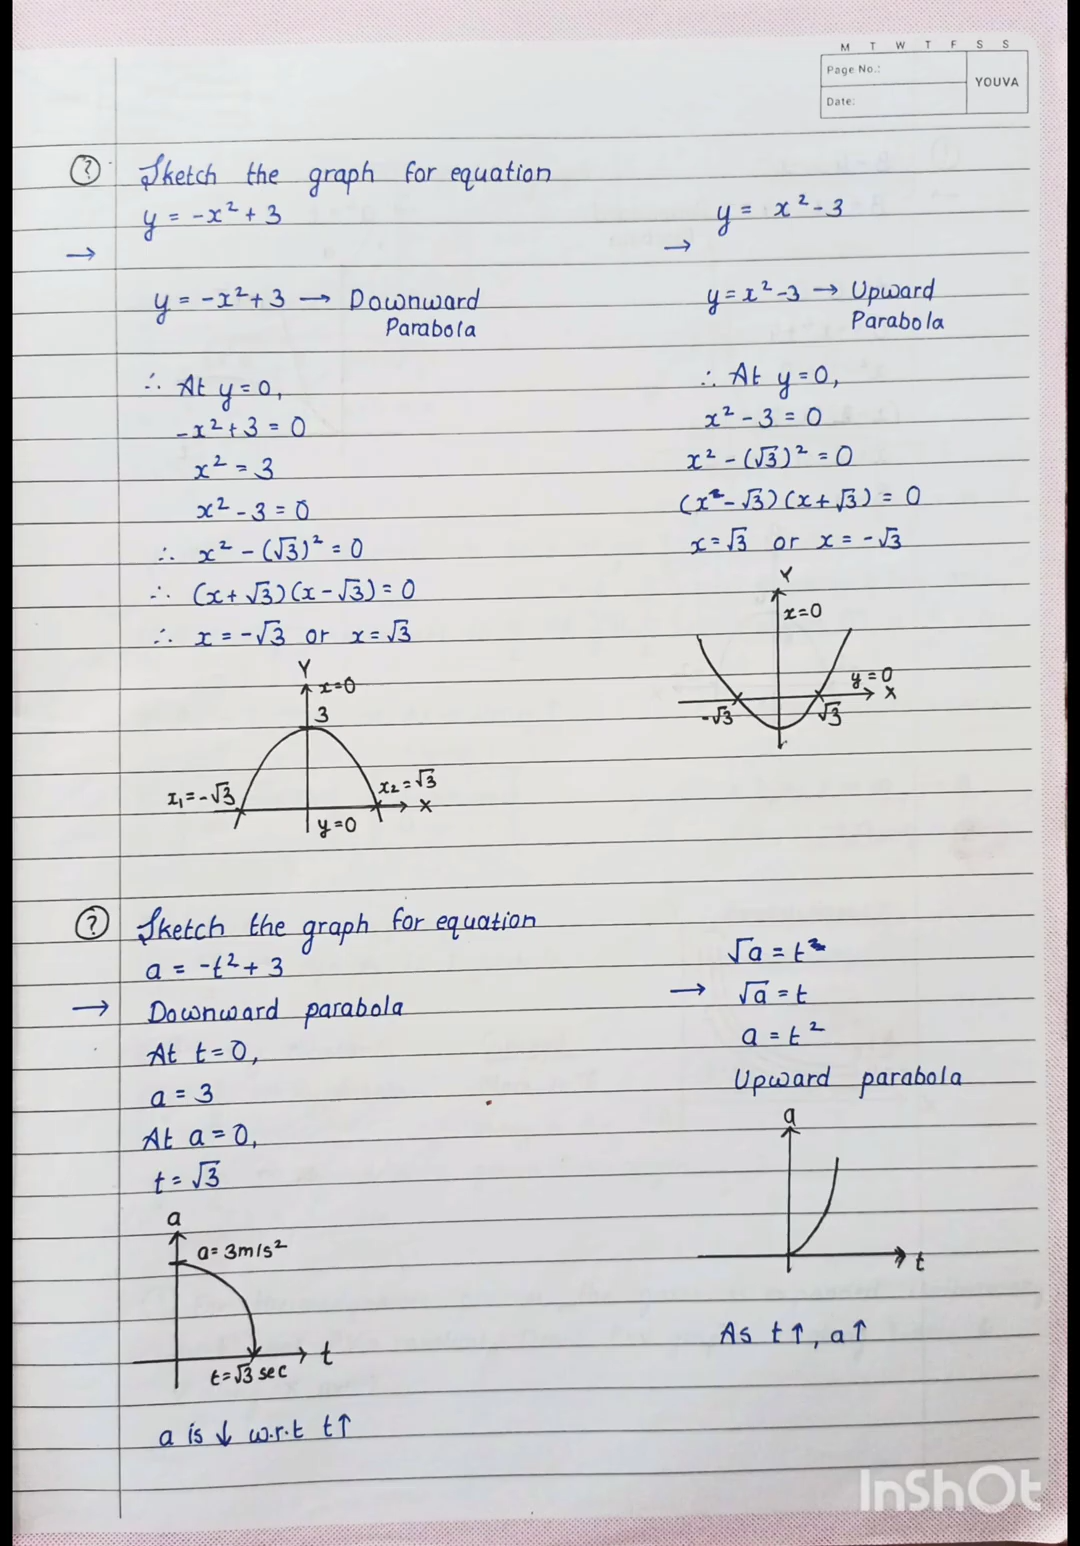 M T W T F S S
Page No.:
YOUVA
Date:
? Sketch the graph for equation
y = -x² + 3
→
y = -x² + 3 → Downward
Parabola
∴ At y = 0,
-x² + 3 = 0
x² = 3
x² - 3 = 0
∴ x² - (√3)² = 0
∴ (x + √3)(x - √3) = 0
∴ x = -√3 or x = √3
Y
x=0
3
x₁ = -√3
x₂ = √3
X
y=0
y = x² - 3
→
y = x² - 3 → Upward
Parabola
∴ At y = 0,
x² - 3 = 0
x² - (√3)² = 0
(x - √3)(x + √3) = 0
x = √3 or x = -√3
Y
x=0
y = 0
X
-√3
√3
? Sketch the graph for equation
a = -t² + 3
→ Downward parabola
At t = 0,
a = 3
At a = 0,
t = √3
a
a = 3m/s²
t
t = √3 sec
a is ↓ w.r.t t↑
√a = t
→ √a = t
a = t²
Upward parabola
a
t
As t↑, a↑
InShOt